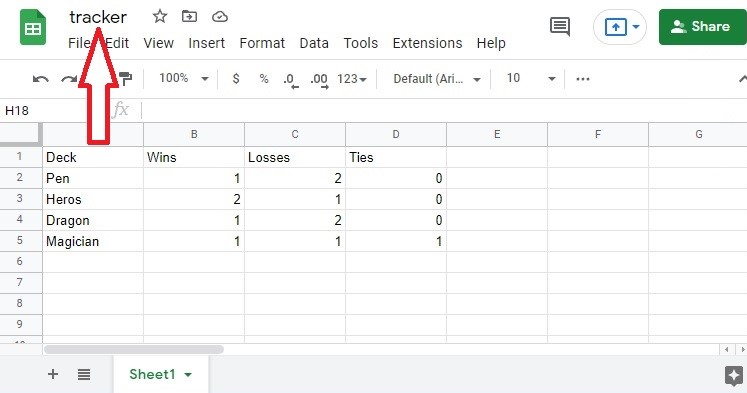 tracker
File Edit View Insert Format Data Tools Extensions Help
Share
100% $ % .0 .00 123 Default (Ari... 10 ...
H18 fx
B C D E F G
1 Deck Wins Losses Ties
2 Pen 1 2 0
3 Heros 2 1 0
4 Dragon 1 2 0
5 Magician 1 1 1
6
7
8
9
+ Sheet1